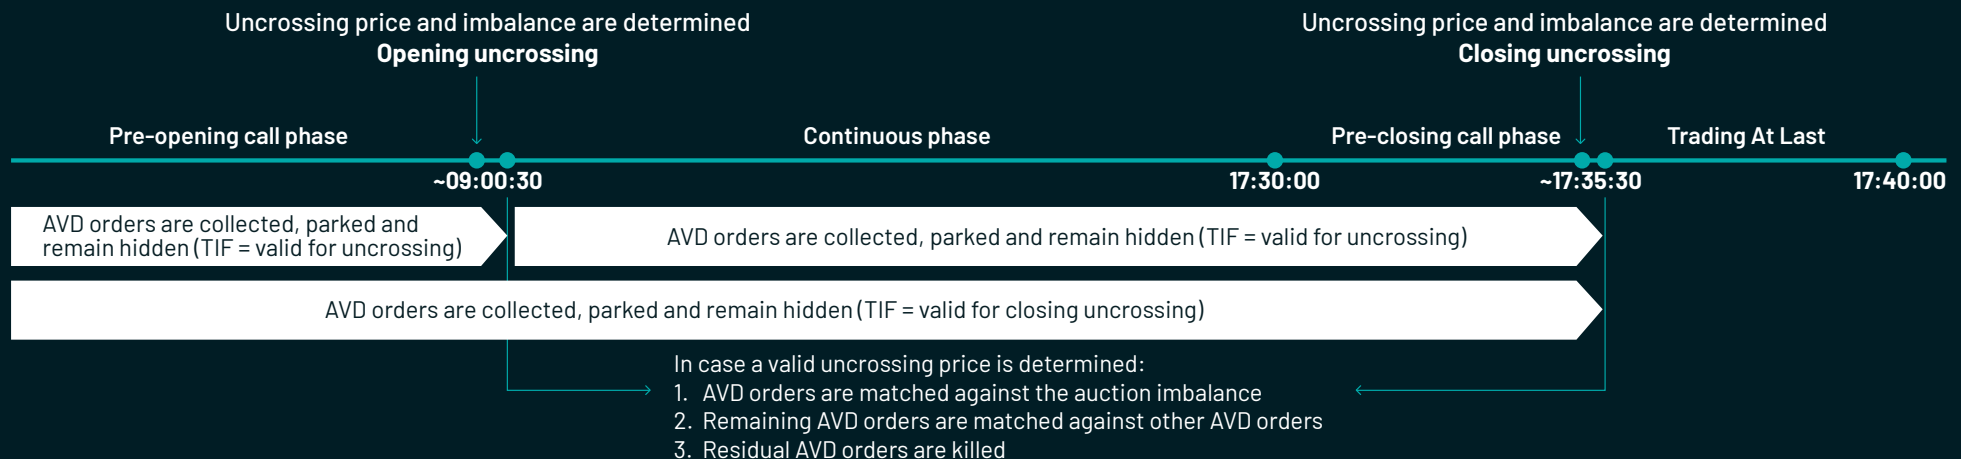 Uncrossing price and imbalance are determined
Opening uncrossing
Uncrossing price and imbalance are determined
Closing uncrossing
Pre-opening call phase
Continuous phase
Pre-closing call phase
Trading At Last
~09:00:30
17:30:00
~17:35:30
17:40:00
AVD orders are collected, parked and
remain hidden (TIF = valid for uncrossing)
AVD orders are collected, parked and remain hidden (TIF = valid for uncrossing)
AVD orders are collected, parked and remain hidden (TIF = valid for closing uncrossing)
In case a valid uncrossing price is determined:
1. AVD orders are matched against the auction imbalance
2. Remaining AVD orders are matched against other AVD orders
3. Residual AVD orders are killed